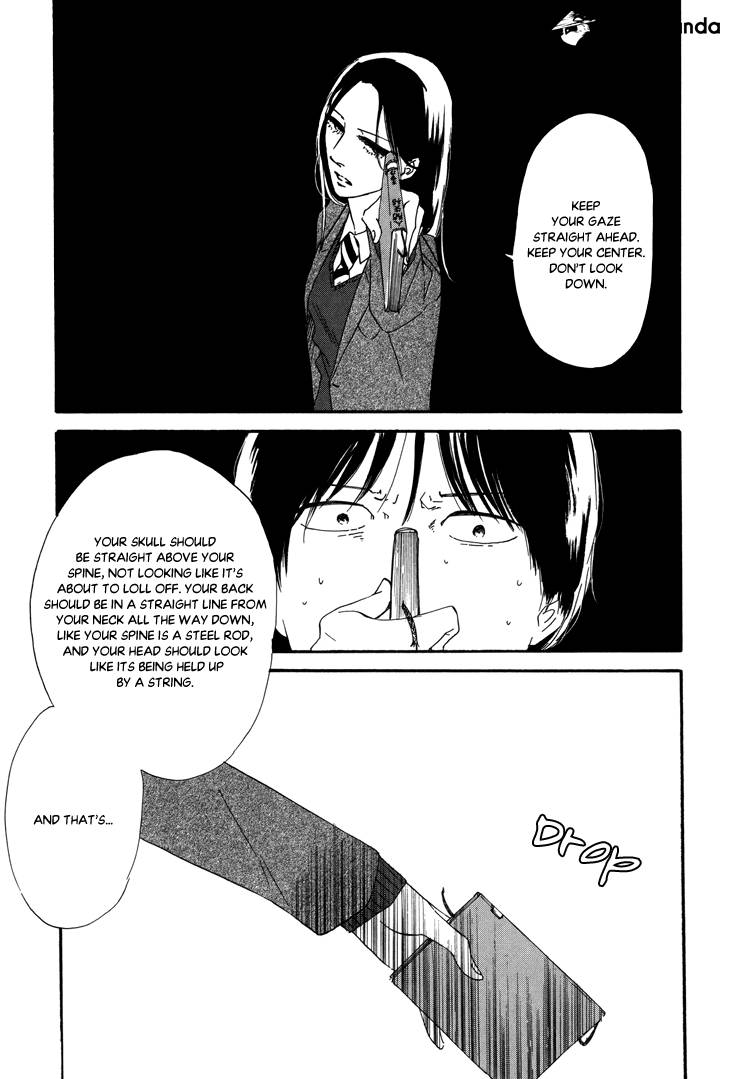 nda
KEEP
YOUR GAZE
STRAIGHT AHEAD.
KEEP YOUR CENTER.
DON'T LOOK
DOWN.
YOUR SKULL SHOULD
BE STRAIGHT ABOVE YOUR
SPINE, NOT LOOKING LIKE IT'S
ABOUT TO LOLL OFF. YOUR BACK
SHOULD BE IN A STRAIGHT LINE FROM
YOUR NECK ALL THE WAY DOWN,
LIKE YOUR SPINE IS A STEEL ROD,
AND YOUR HEAD SHOULD LOOK
LIKE ITS BEING HELD UP
BY A STRING.
AND THAT'S...
Drop